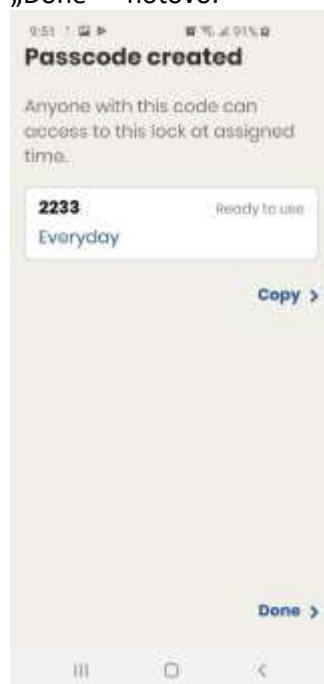 „Done“ – hotovo.
9:51
91%
Passcode created
Anyone with this code can
access to this lock at assigned
time.
2233 Ready to use
Everyday
Copy >
Done >